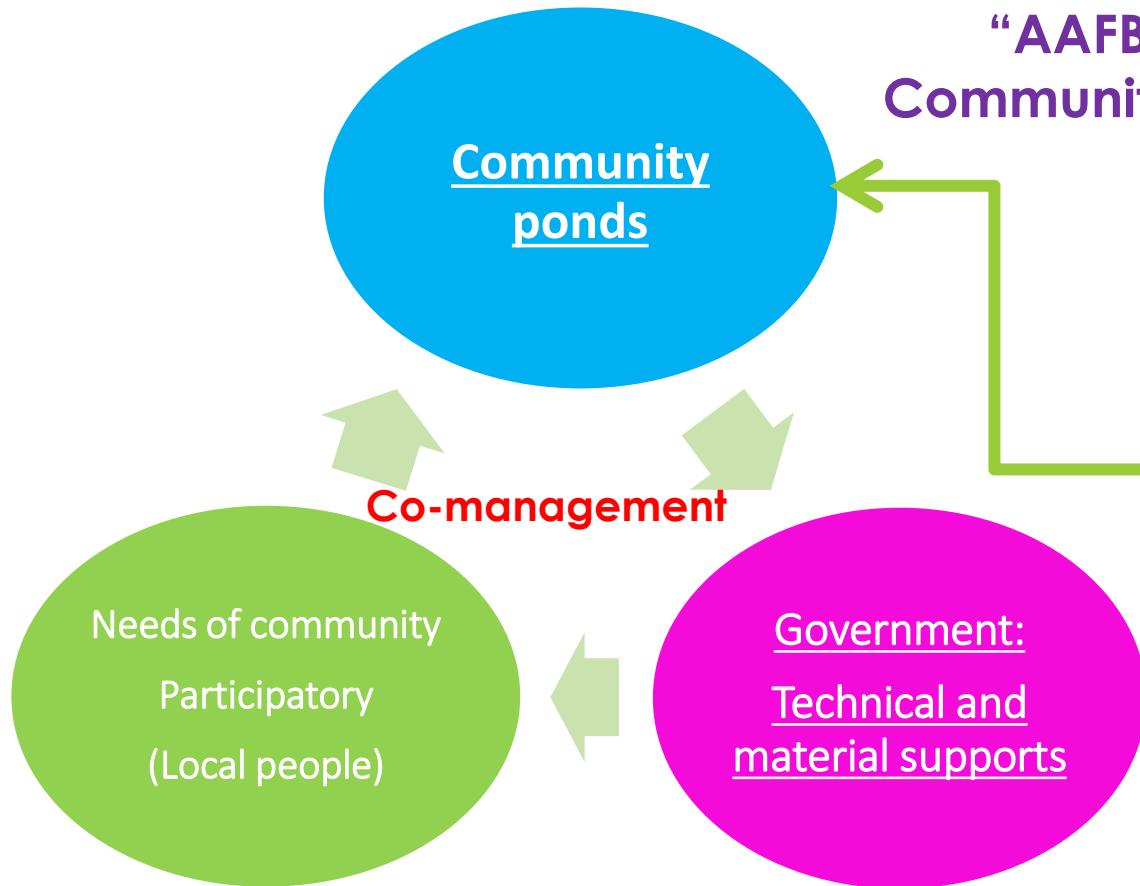 “AAFB
Communit
Community
ponds
Co-management
Needs of community
Participatory
(Local people)
Government:
Technical and
material supports